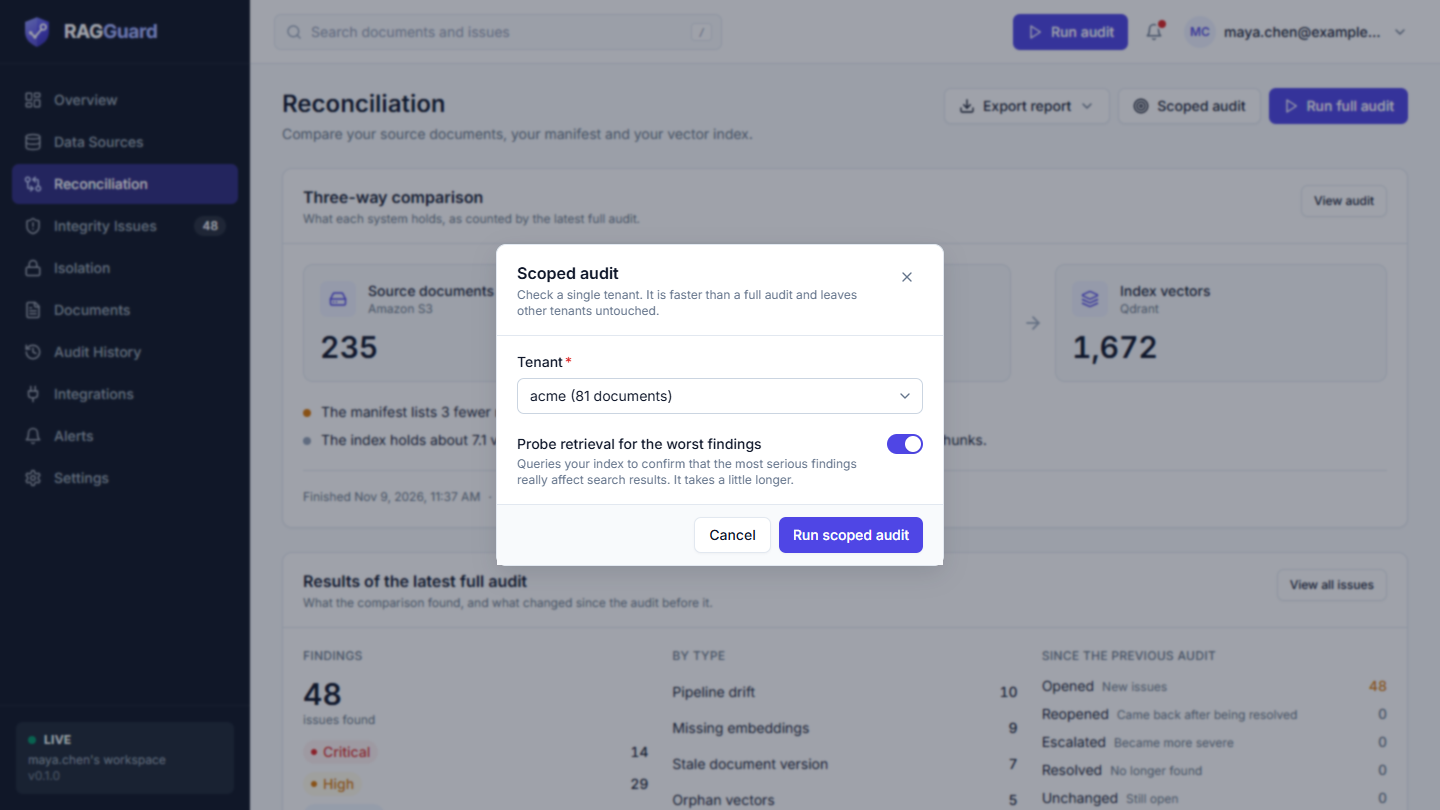 RAGGuard
Search documents and issues
/
Run audit
MC
maya.chen@example...
Overview
Data Sources
Reconciliation
Integrity Issues
48
Isolation
Documents
Audit History
Integrations
Alerts
Settings
LIVE
maya.chen's workspace
v0.1.0
Reconciliation
Compare your source documents, your manifest and your vector index.
Export report
Scoped audit
Run full audit
Three-way comparison
What each system holds, as counted by the latest full audit.
View audit
Source documents
Amazon S3
235
Index vectors
Qdrant
1,672
The manifest lists 3 fewer
The index holds about 7.1
hunks.
Finished Nov 9, 2026, 11:37 AM ·
Scoped audit
Check a single tenant. It is faster than a full audit and leaves
other tenants untouched.
Tenant *
acme (81 documents)
Probe retrieval for the worst findings
Queries your index to confirm that the most serious findings
really affect search results. It takes a little longer.
Cancel
Run scoped audit
Results of the latest full audit
What the comparison found, and what changed since the audit before it.
View all issues
FINDINGS
48
issues found
Critical
14
High
29
BY TYPE
Pipeline drift
10
Missing embeddings
9
Stale document version
7
Orphan vectors
5
SINCE THE PREVIOUS AUDIT
Opened New issues
48
Reopened Came back after being resolved
0
Escalated Became more severe
0
Resolved No longer found
0
Unchanged Still open
0